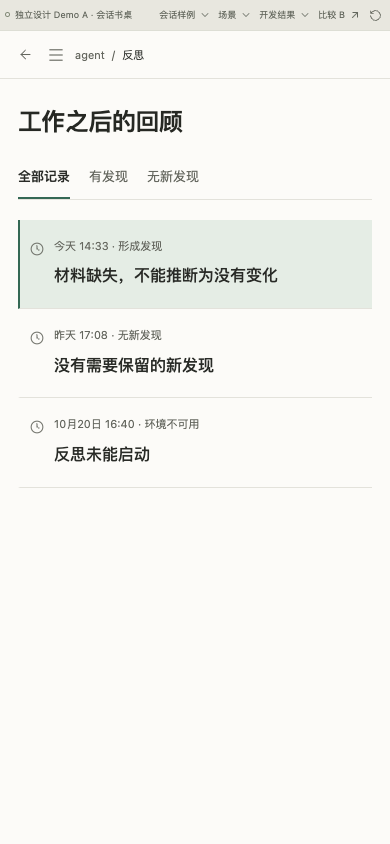 独立设计 Demo A · 会话书桌 会话样例 场景 开发结果 比较 B
agent / 反思
工作之后的回顾
全部记录 有发现 无新发现
今天 14:33 · 形成发现
材料缺失，不能推断为没有变化
昨天 17:08 · 无新发现
没有需要保留的新发现
10月20日 16:40 · 环境不可用
反思未能启动